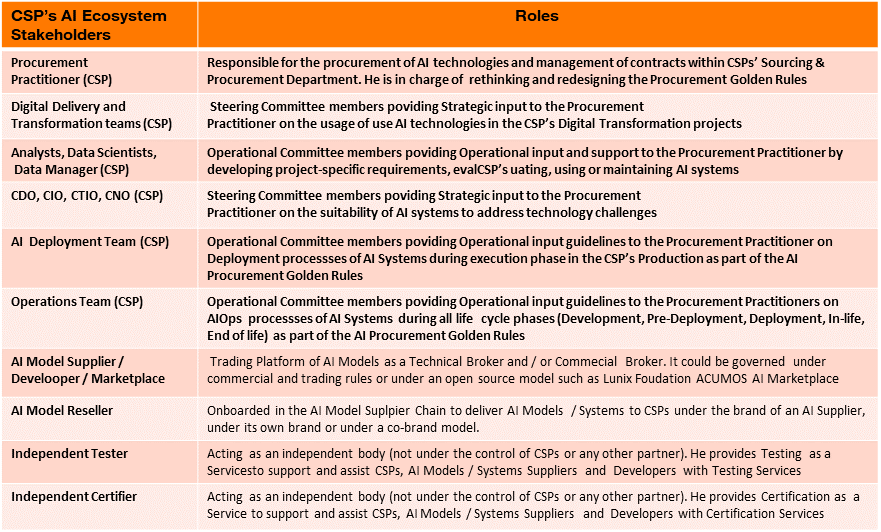 CSP's AI Ecosystem
Stakeholders
Roles
Procurement
Practitioner (CSP)
Responsible for the procurement of AI technologies and management of contracts within CSPs' Sourcing &
Procurement Department. He is in charge of rethinking and redesigning the Procurement Golden Rules
Digital Delivery and
Transformation teams (CSP)
Steering Committee members poviding Strategic input to the Procurement
Practitioner on the usage of use AI technologies in the CSP's Digital Transformation projects
Analysts, Data Scientists,
Data Manager (CSP)
Operational Committee members poviding Operational input and support to the Procurement Practitioner by
developing project-specific requirements, evalCSP's uating, using or maintaining AI systems
CDO, CIO, CTIO, CNO (CSP)
Steering Committee members poviding Strategic input to the Procurement
Practitioner on the suitability of AI systems to address technology challenges
AI Deployment Team (CSP)
Operational Committee members poviding Operational input guidelines to the Procurement Practitioner on
Deployment processses of AI Systems during execution phase in the CSP's Production as part of the AI
Procurement Golden Rules
Operations Team (CSP)
Operational Committee members poviding Operational input guidelines to the Procurement Practitioners on
AIOps processses of AI Systems during all life cycle phases (Development, Pre-Deployment, Deployment, In-life,
End of life) as part of the AI Procurement Golden Rules
AI Model Supplier /
Develooper / Marketplace
Trading Platform of AI Models as a Technical Broker and / or Commecial Broker. It could be governed under
commercial and trading rules or under an open source model such as Lunix Foudation ACUMOS AI Marketplace
AI Model Reseller
Onboarded in the AI Model Suplpier Chain to deliver AI Models / Systems to CSPs under the brand of an AI Supplier,
under its own brand or under a co-brand model.
Independent Tester
Acting as an independent body (not under the control of CSPs or any other partner). He provides Testing as a
Servicesto support and assist CSPs, AI Models / Systems Suppliers and Developers with Testing Services
Independent Certifier
Acting as an independent body (not under the control of CSPs or any other partner). He provides Certification as a
Service to support and assist CSPs, AI Models / Systems Suppliers and Developers with Certification Services